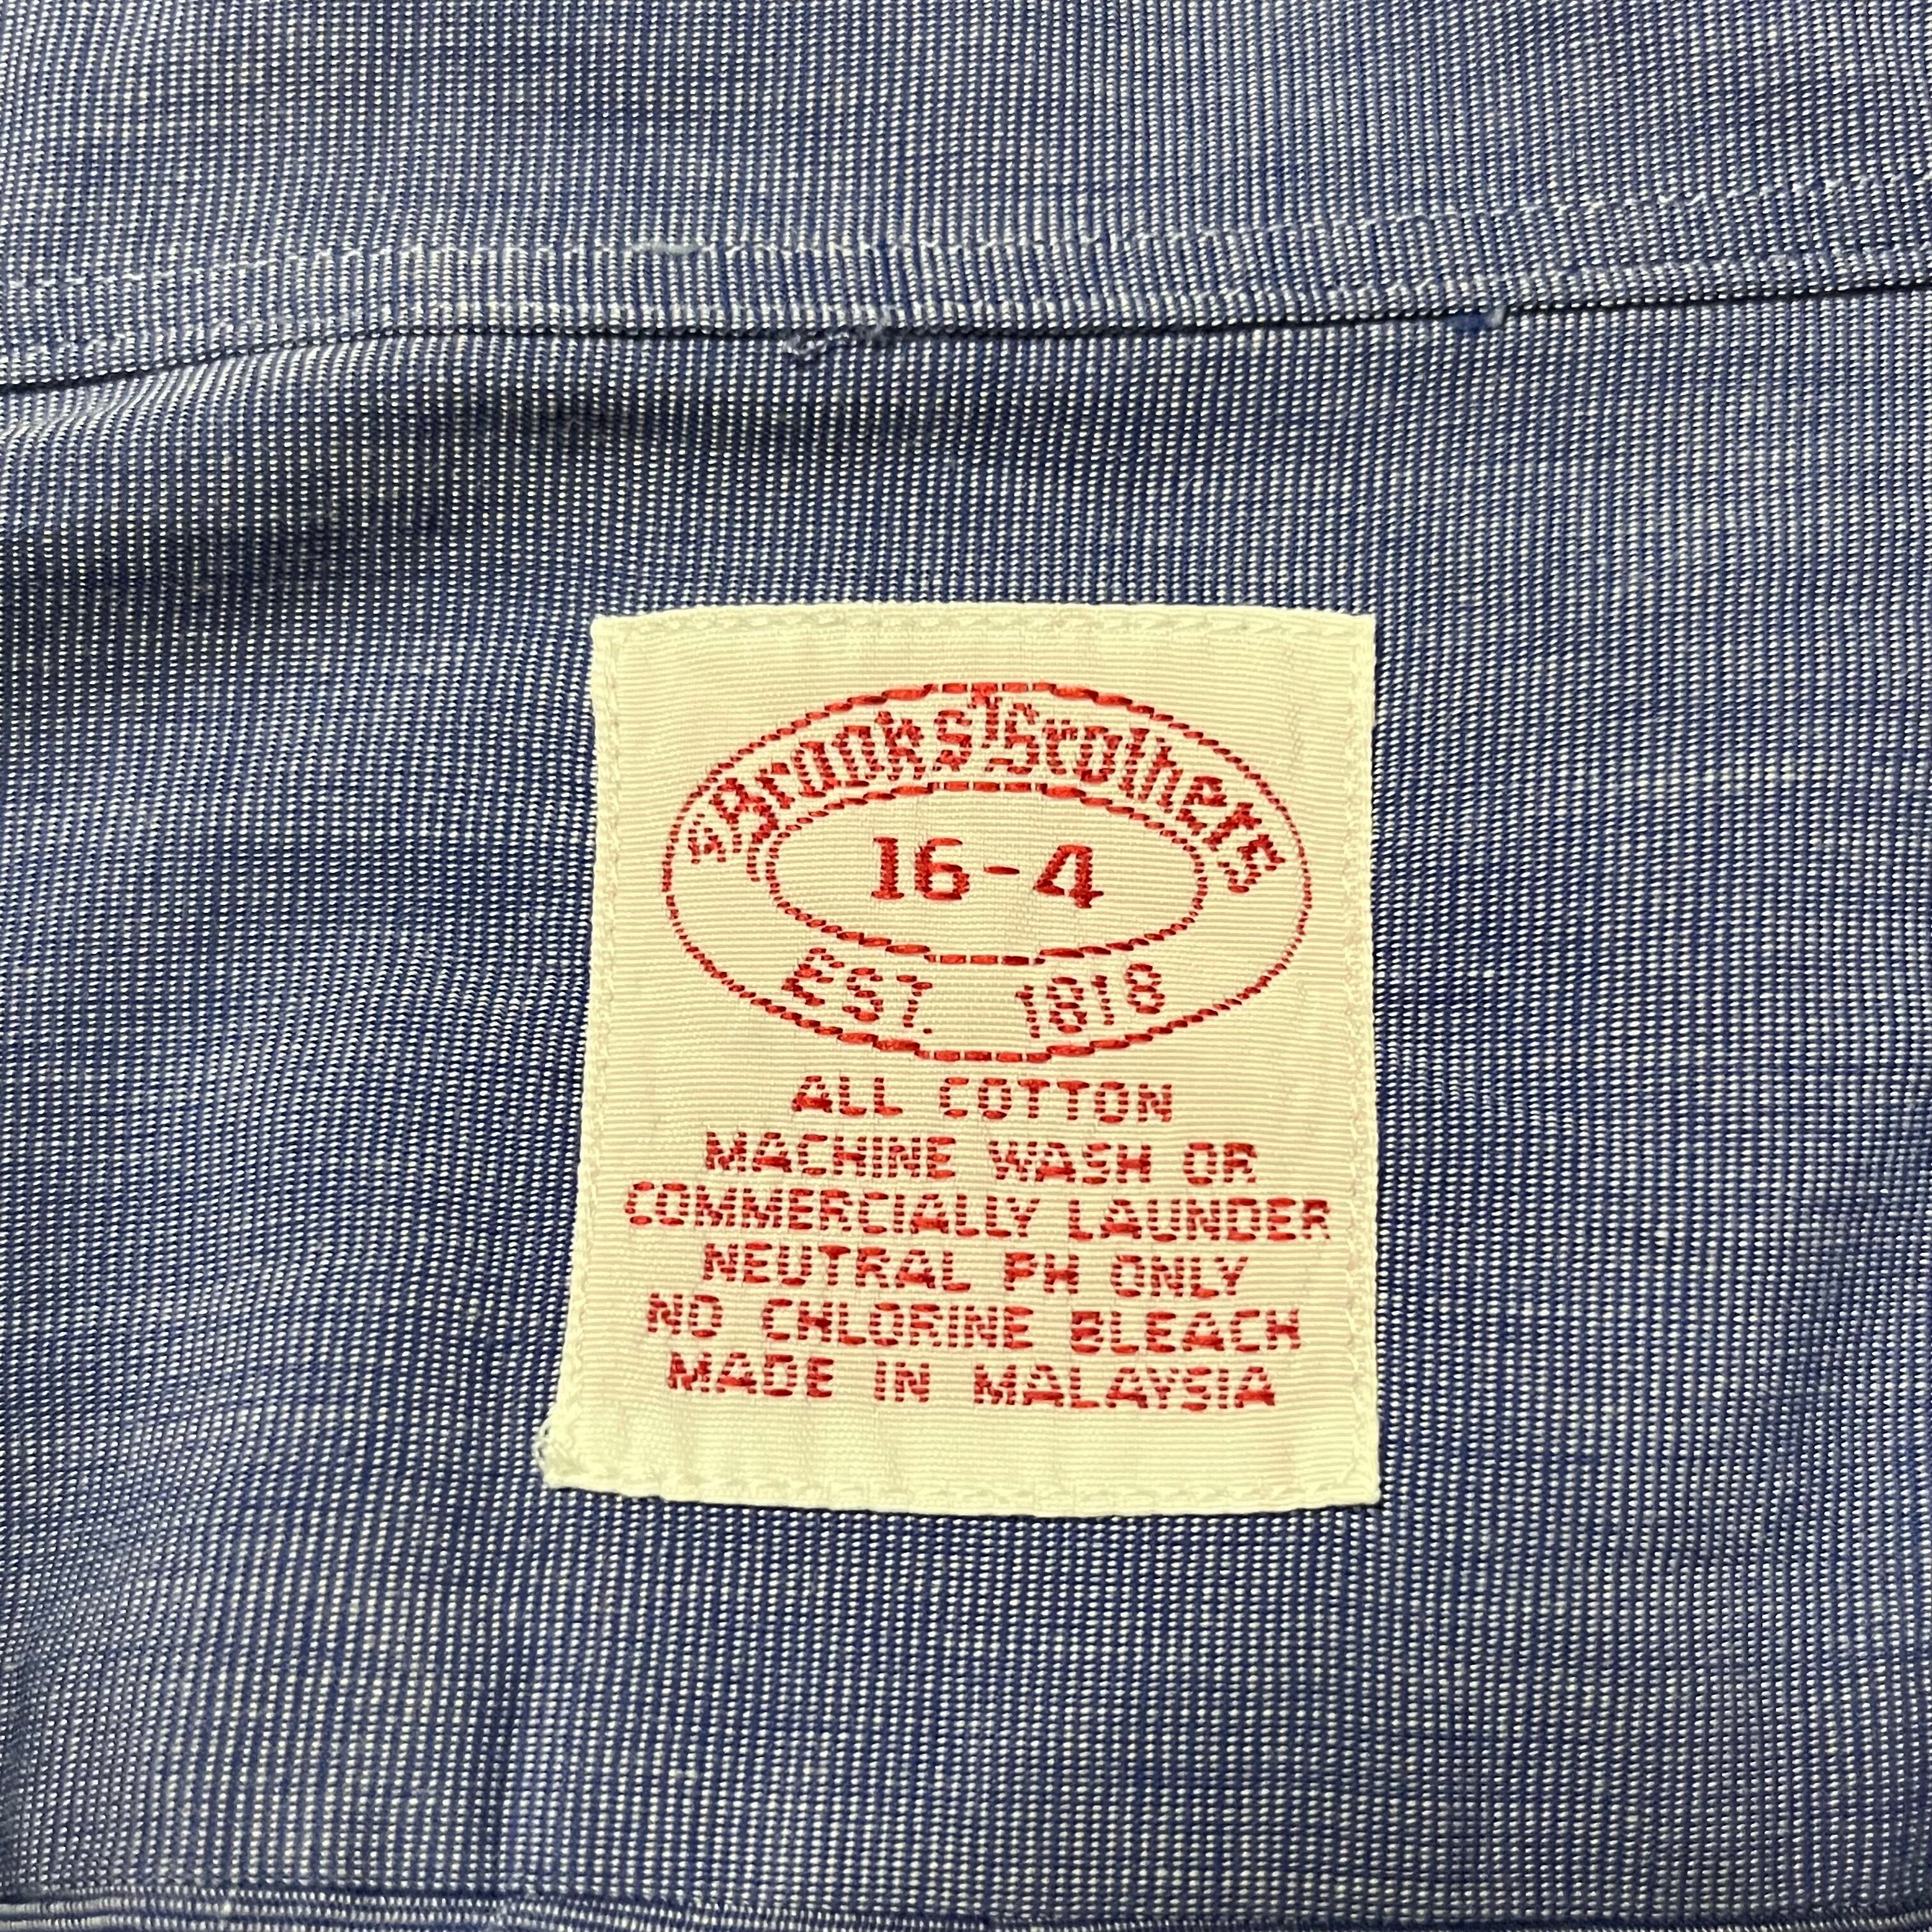 Brooks Brothers
16-4
EST. 1818
ALL COTTON
MACHINE WASH OR
COMMERCIALLY LAUNDER
NEUTRAL PH ONLY
NO CHLORINE BLEACH
MADE IN MALAYSIA